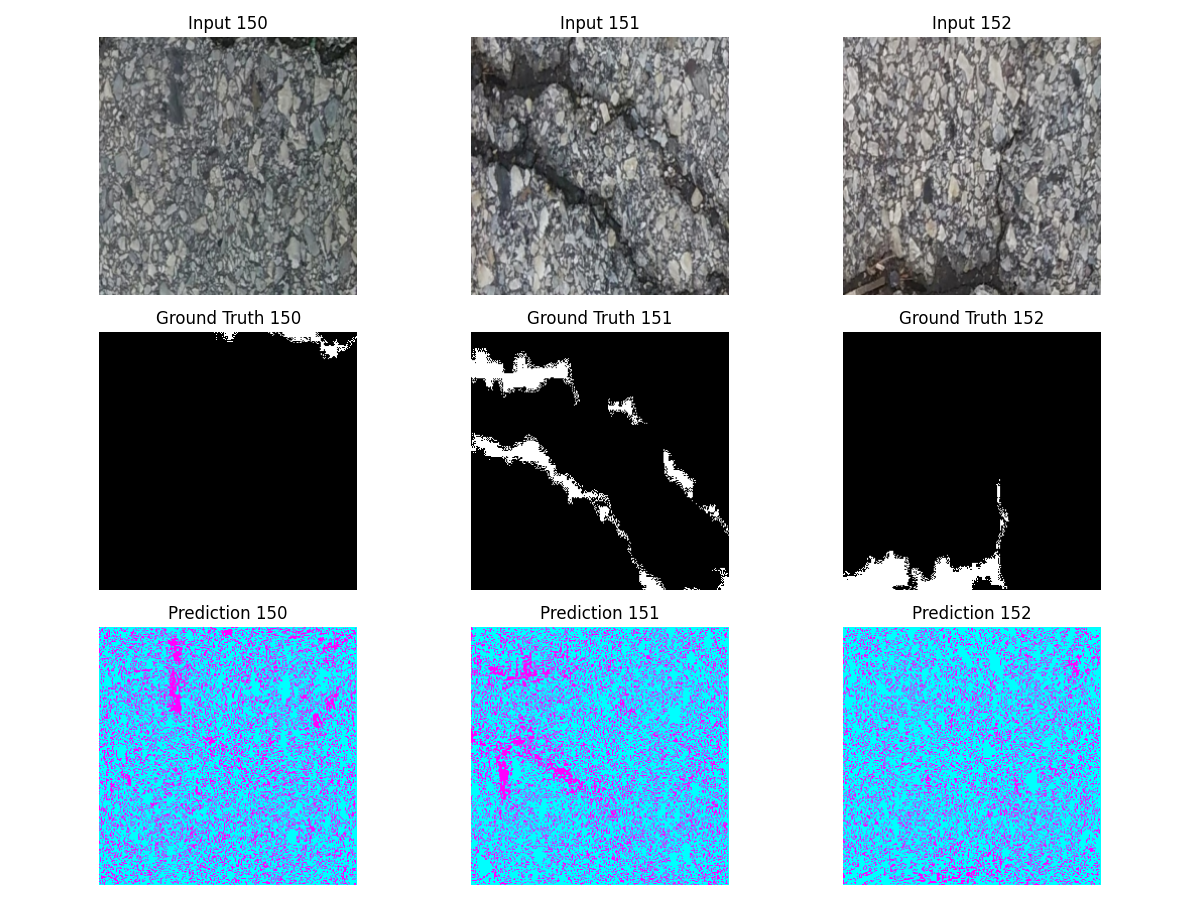 Input 150
Input 151
Input 152
Ground Truth 150
Ground Truth 151
Ground Truth 152
Prediction 150
Prediction 151
Prediction 152